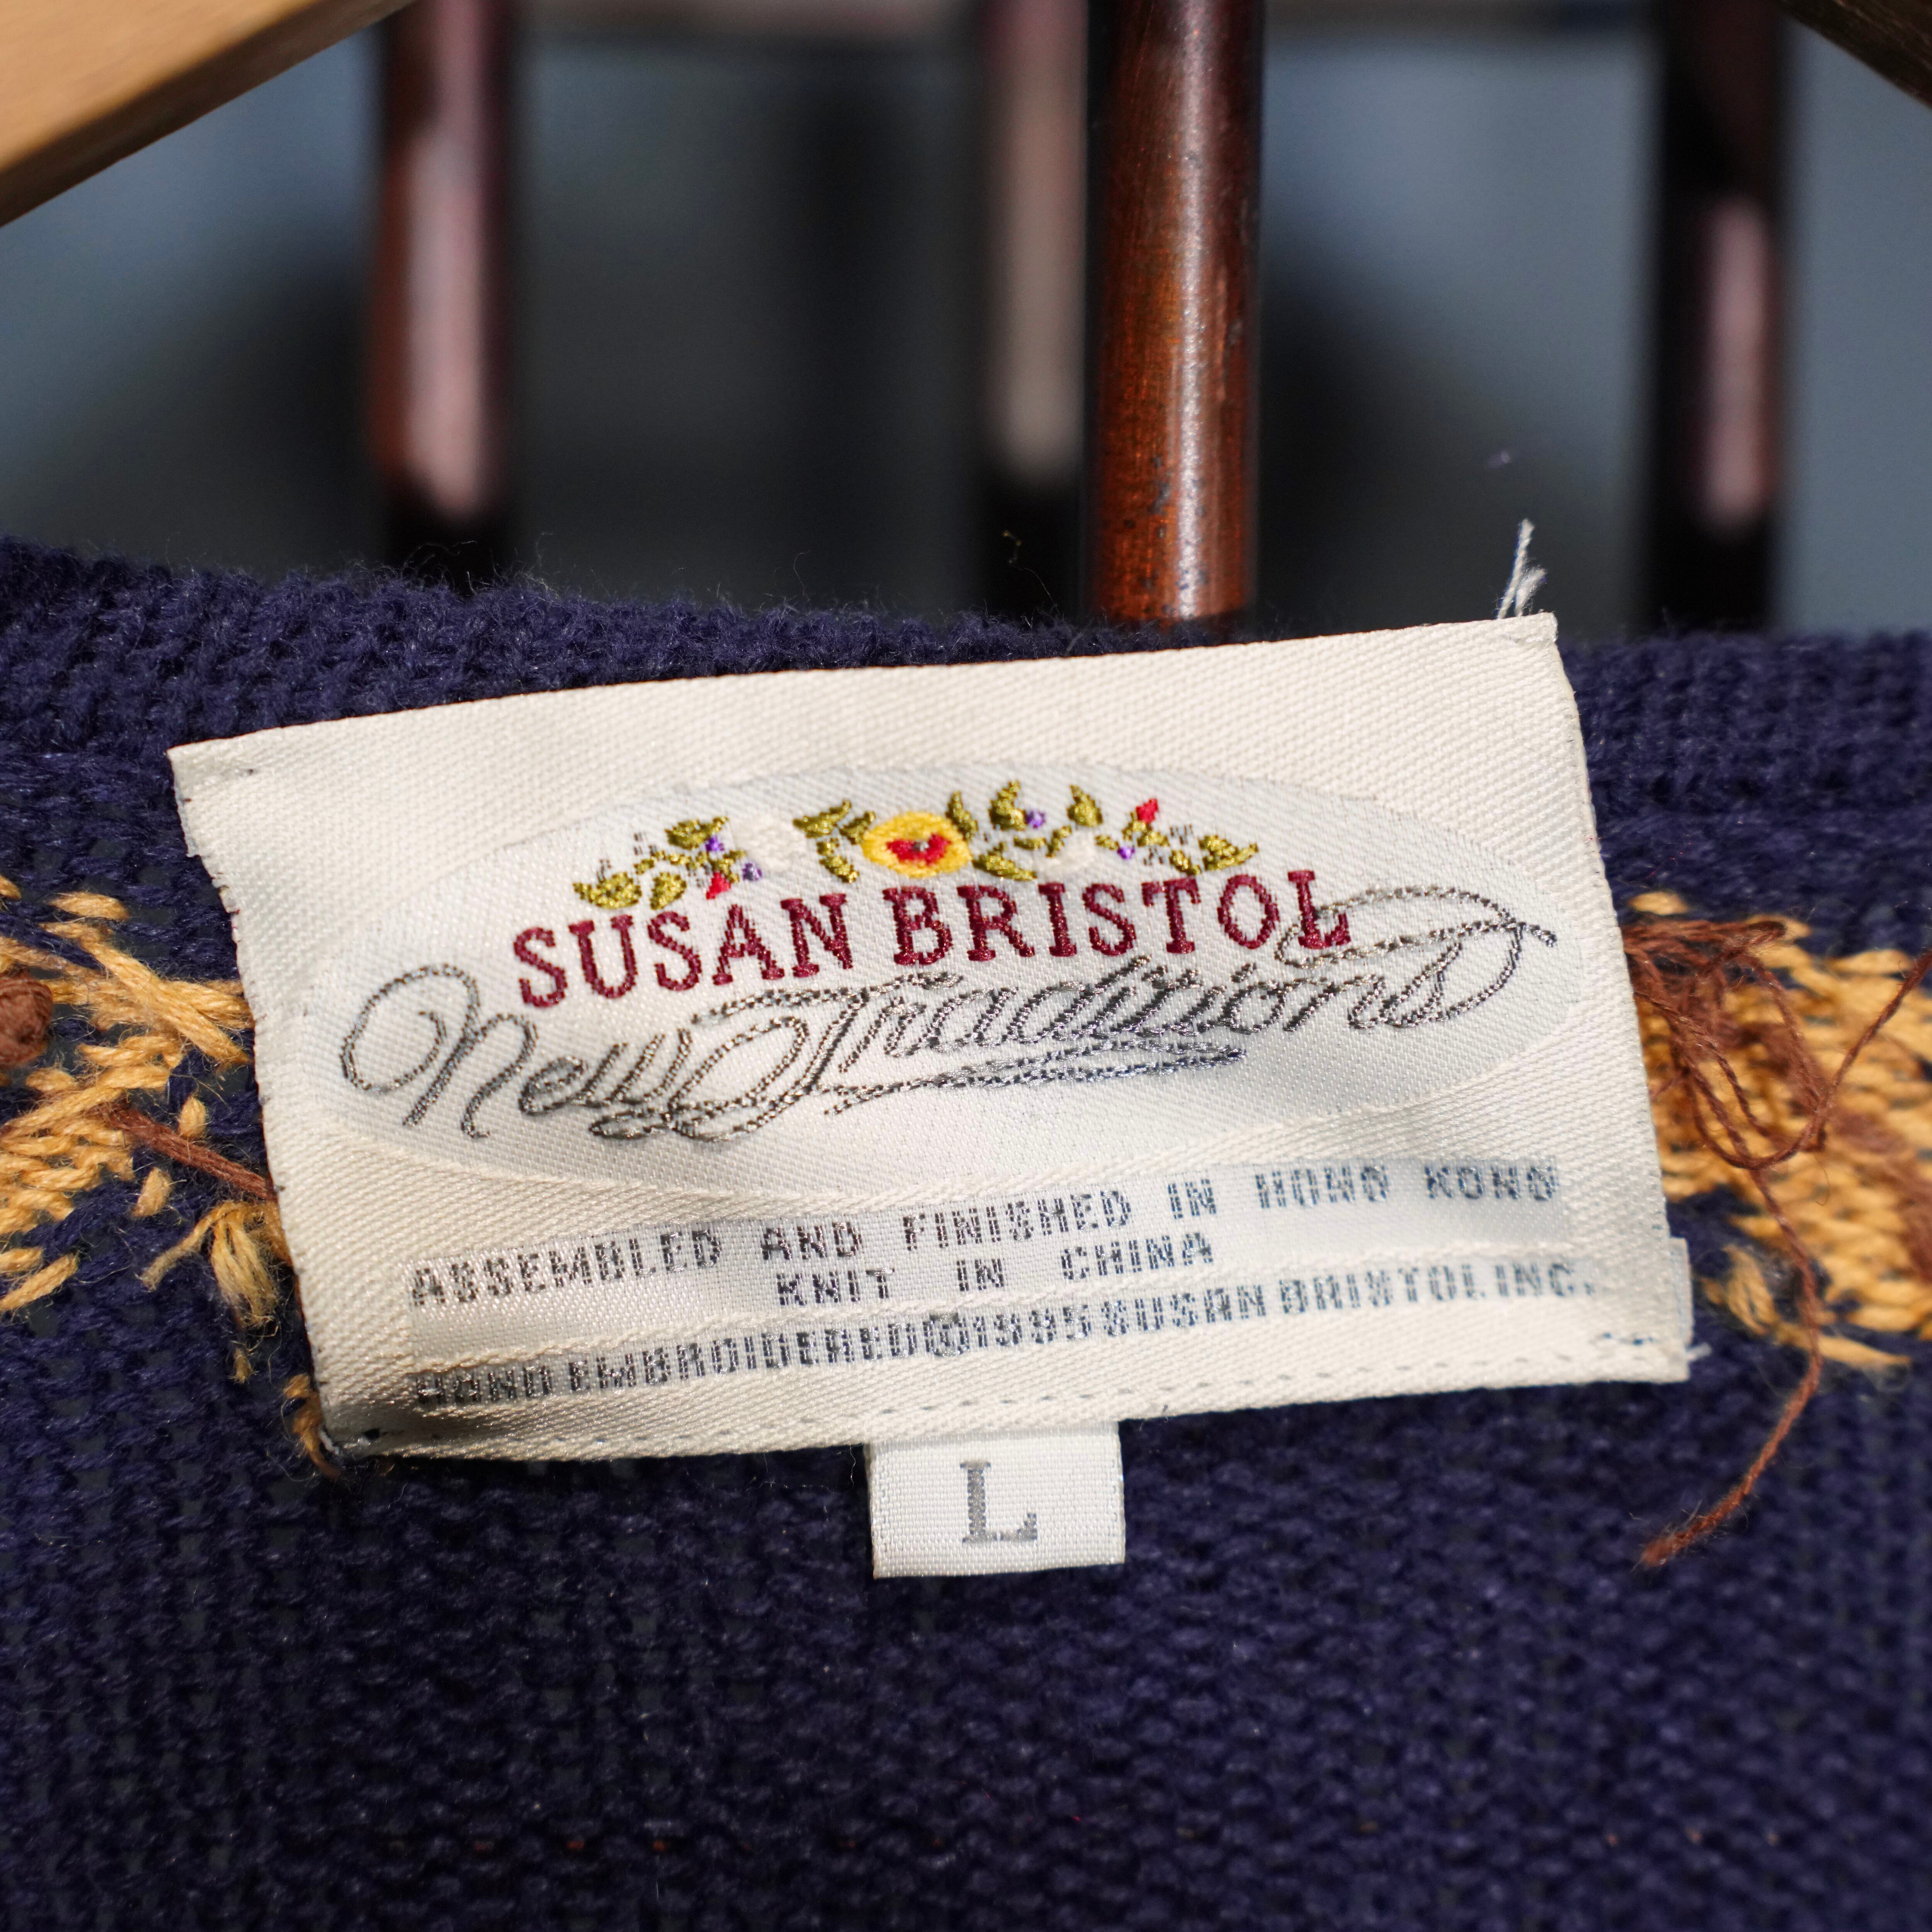 SUSAN BRISTOL
New Traditions
ASSEMBLED AND FINISHED IN HONG KONG
KNIT IN CHINA
HAND EMBROIDERED©1995 SUSAN BRISTOL INC.
L